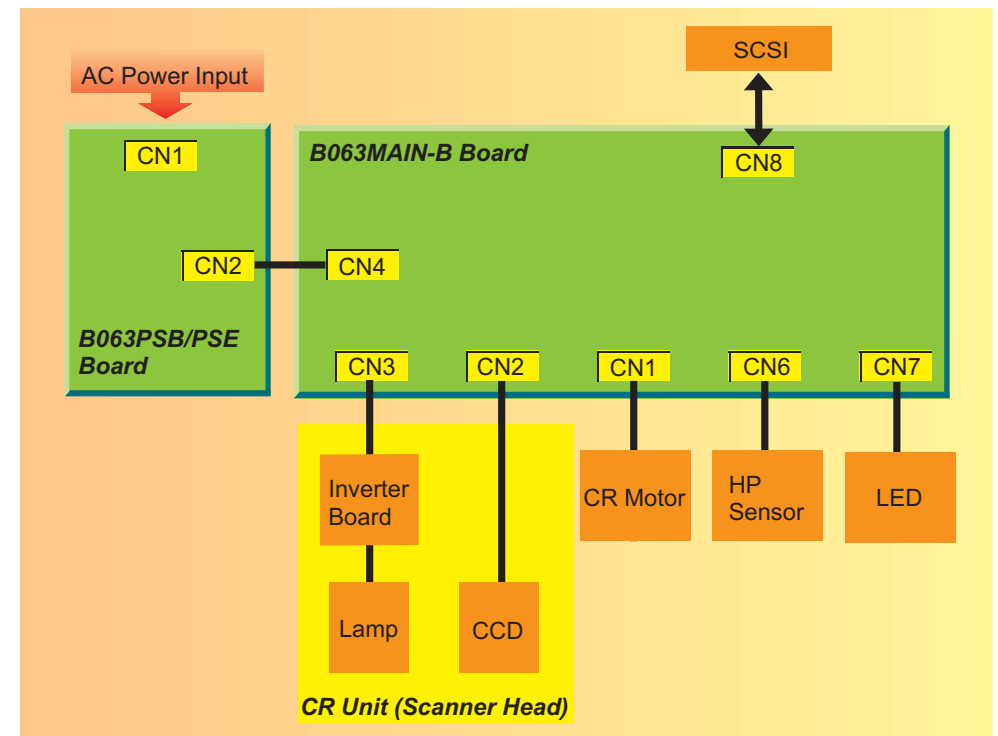 SCSI
AC Power Input
CN1
B063MAIN-B Board
CN8
CN2
CN4
B063PSB/PSE
Board
CN3
CN2
CN1
CN6
CN7
Inverter
Board
CR Motor
HP
Sensor
LED
Lamp
CCD
CR Unit (Scanner Head)